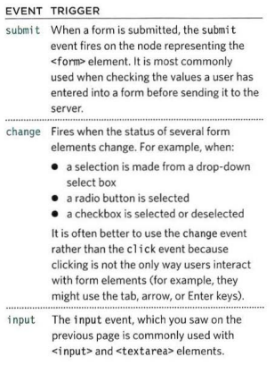 EVENT TRIGGER
submit When a form is submitted, the submit
event fires on the node representing the
<form> element. It is most commonly
used when checking the values a user has
entered into a form before sending it to the
server.
change Fires when the status of several form
elements change. For example, when:
● a selection is made from a drop-down
select box
● a radio button is selected
● a checkbox is selected or deselected
It is often better to use the change event
rather than the click event because
clicking is not the only way users interact
with form elements (for example, they
might use the tab, arrow, or Enter keys).
input The input event, which you saw on the
previous page is commonly used with
<input> and <textarea> elements.